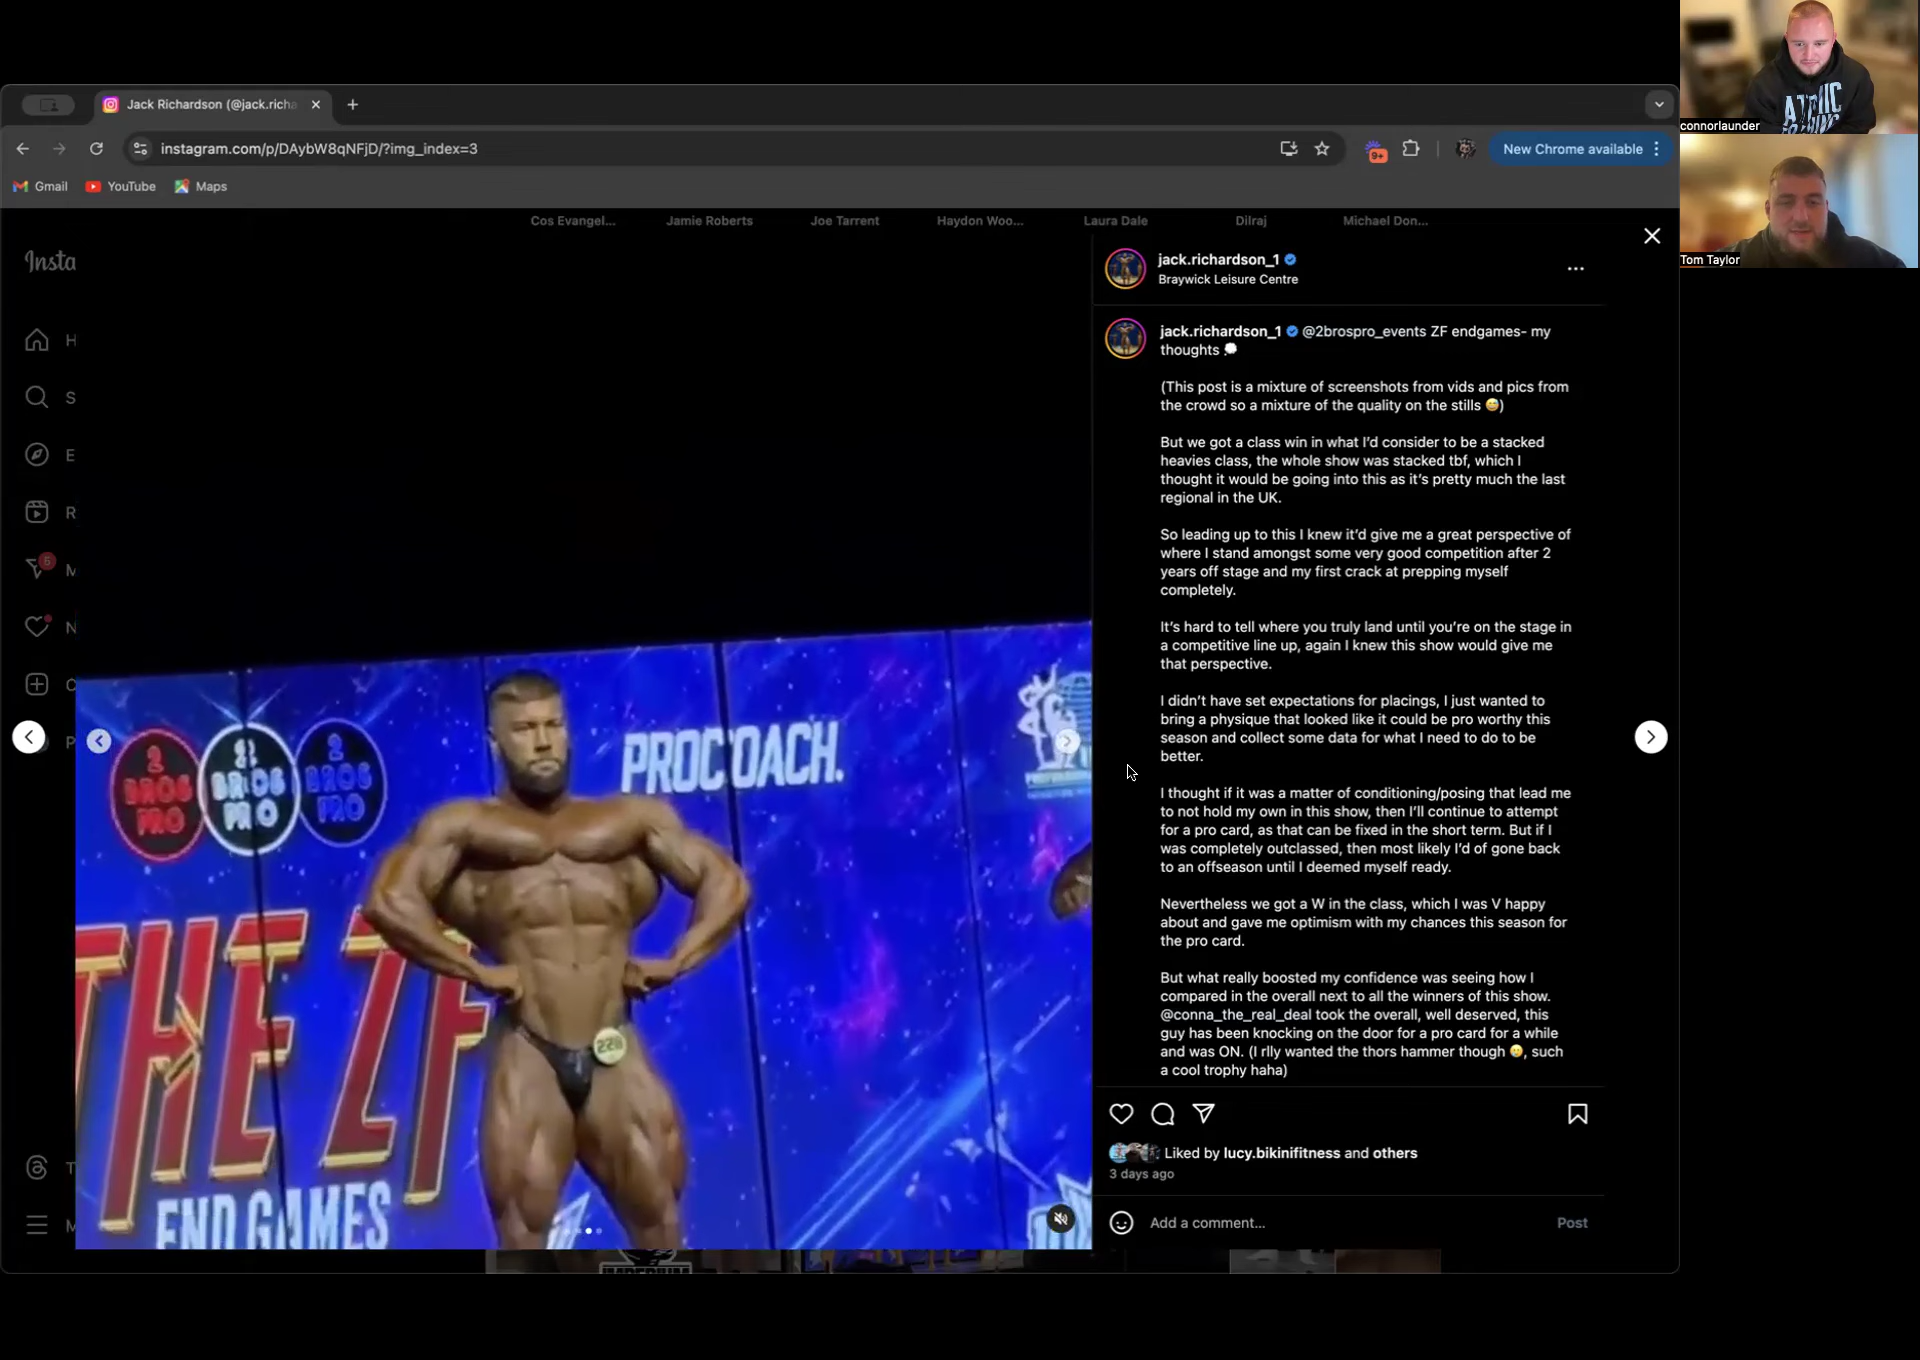 Jack Richardson (@jack.richa
instagram.com/p/DAybW8qNFjD/?img_index=3
9+
New Chrome available
Gmail
YouTube
Maps
Cos Evangel...
Jamie Roberts
Joe Tarrent
Haydon Woo...
Laura Dale
Dilraj
Michael Don...
Insta
H
S
E
R
6
M
N
C
P
T
M
jack.richardson_1
Braywick Leisure Centre
jack.richardson_1 @2brospro_events ZF endgames- my
thoughts 💭
(This post is a mixture of screenshots from vids and pics from
the crowd so a mixture of the quality on the stills 😅)
But we got a class win in what I'd consider to be a stacked
heavies class, the whole show was stacked tbf, which I
thought it would be going into this as it's pretty much the last
regional in the UK.
So leading up to this I knew it'd give me a great perspective of
where I stand amongst some very good competition after 2
years off stage and my first crack at prepping myself
completely.
It's hard to tell where you truly land until you're on the stage in
a competitive line up, again I knew this show would give me
that perspective.
I didn't have set expectations for placings, I just wanted to
bring a physique that looked like it could be pro worthy this
season and collect some data for what I need to do to be
better.
I thought if it was a matter of conditioning/posing that lead me
to not hold my own in this show, then I'll continue to attempt
for a pro card, as that can be fixed in the short term. But if I
was completely outclassed, then most likely I'd of gone back
to an offseason until I deemed myself ready.
Nevertheless we got a W in the class, which I was V happy
about and gave me optimism with my chances this season for
the pro card.
But what really boosted my confidence was seeing how I
compared in the overall next to all the winners of this show.
@conna_the_real_deal took the overall, well deserved, this
guy has been knocking on the door for a pro card for a while
and was ON. (I rlly wanted the thors hammer though 🥲, such
a cool trophy haha)
Liked by lucy.bikinifitness and others
3 days ago
Add a comment...
Post
2
BROS
PRO
2
BROS
PRO
2
BROS
PRO
PROCOACH.
THE ZF
END GAMES
connorlaunder
Tom Taylor